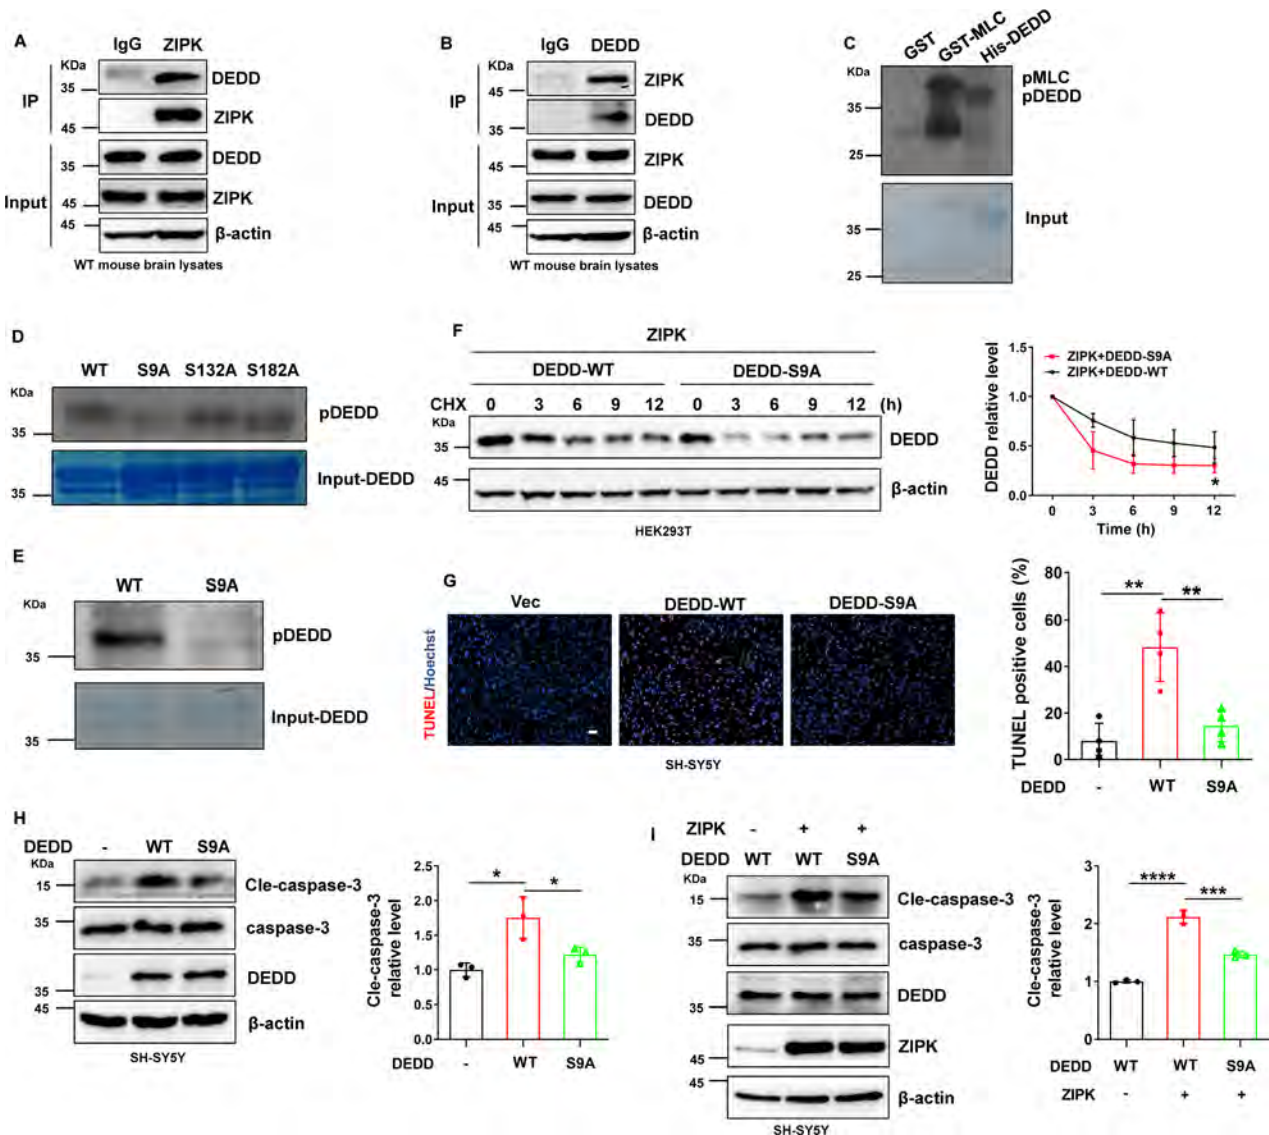 A
IgG ZIPK
KDa
35
DEDD
IP
45
ZIPK
35
DEDD
Input
45
ZIPK
45
β-actin
WT mouse brain lysates
B
IgG DEDD
KDa
45
ZIPK
IP
35
DEDD
45
ZIPK
Input
35
DEDD
45
β-actin
WT mouse brain lysates
C
GST GST-MLC His-DEDD
KDa
pMLC
35
pDEDD
25
Input
35
25
D
WT S9A S132A S182A
KDa
pDEDD
35
Input-DEDD
35
E
WT S9A
KDa
pDEDD
35
Input-DEDD
35
F
ZIPK
DEDD-WT DEDD-S9A
CHX 0 3 6 9 12 0 3 6 9 12 (h)
KDa
35
DEDD
45
β-actin
HEK293T
DEDD relative level
1.5
1.0
0.5
0.0
ZIPK+DEDD-S9A
ZIPK+DEDD-WT
*
0 3 6 9 12
Time (h)
G
Vec DEDD-WT DEDD-S9A
TUNEL/Hoechst
SH-SY5Y
TUNEL positive cells (%)
80
60
40
20
0
** **
DEDD - WT S9A
H
DEDD - WT S9A
KDa
15
Cle-caspase-3
35
caspase-3
35
DEDD
45
β-actin
SH-SY5Y
Cle-caspase-3
relative level
2.5
2.0
1.5
1.0
0.5
0.0
* *
DEDD - WT S9A
I
ZIPK - + +
DEDD WT WT S9A
KDa
15
Cle-caspase-3
35
caspase-3
35
DEDD
45
ZIPK
45
β-actin
SH-SY5Y
Cle-caspase-3
relative level
3
2
1
0
**** ***
DEDD WT WT S9A
ZIPK - + +